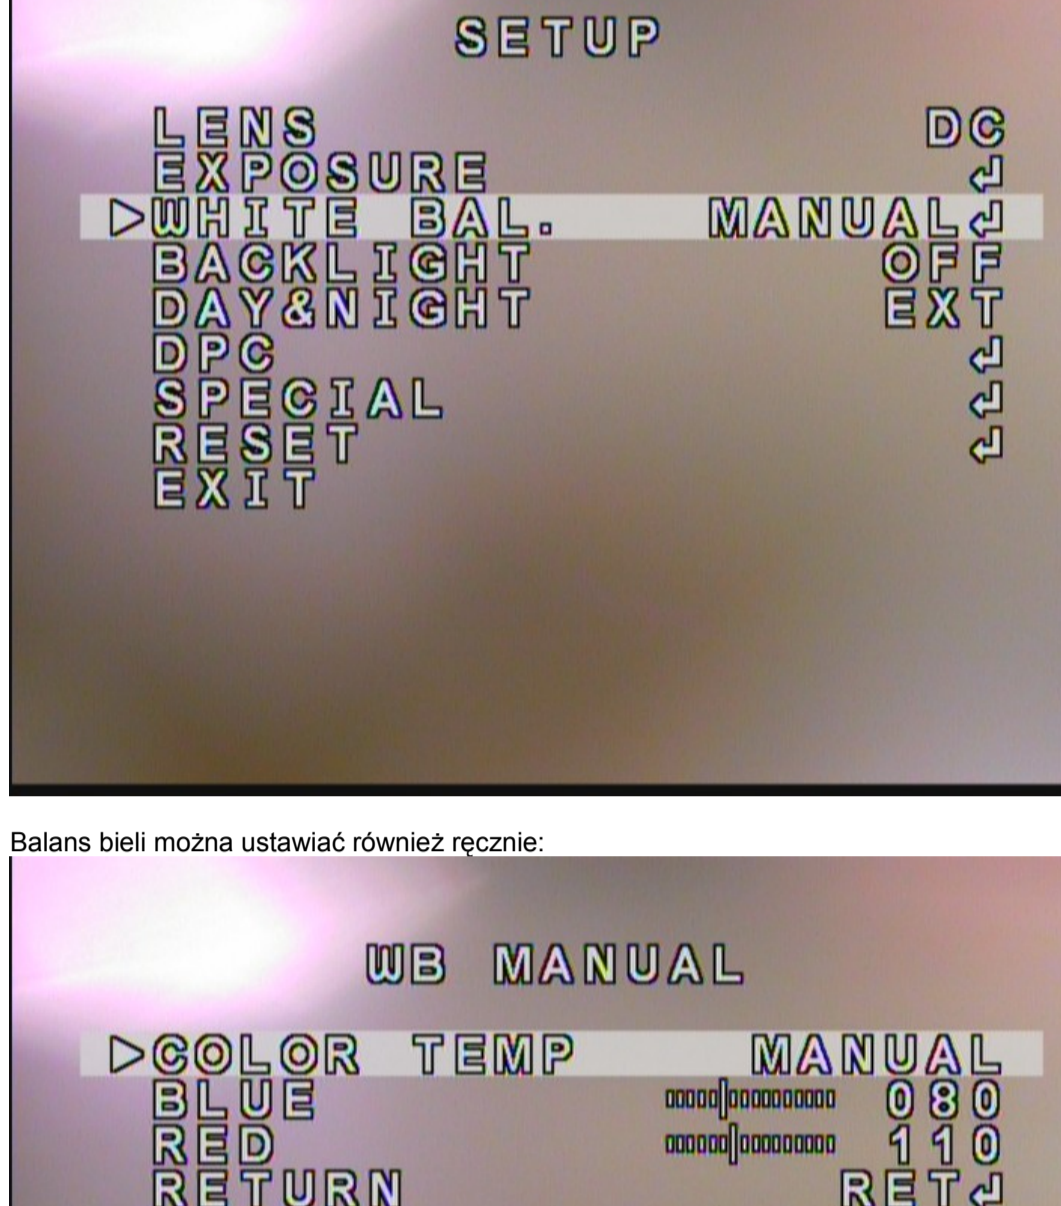 SETUP
LENS DC
EXPOSURE ↵
▷WHITE BAL. MANUAL↵
BACKLIGHT OFF
DAY&NIGHT EXT
DPC ↵
SPECIAL ↵
RESET ↵
EXIT
Balans bieli można ustawiać również ręcznie:
WB MANUAL
▷COLOR TEMP MANUAL
BLUE 080
RED 110
RETURN RET↵